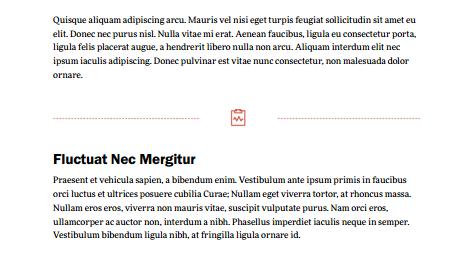 Quisque aliquam adipiscing arcu. Mauris vel nisi eget turpis feugiat sollicitudin sit amet eu
elit. Donec nec purus nisl. Nulla vitae mi erat. Aenean faucibus, ligula eu consectetur porta,
ligula felis placerat augue, a hendrerit libero nulla non arcu. Aliquam interdum elit nec
ipsum iaculis adipiscing. Donec pulvinar est vitae nunc consectetur, non malesuada dolor
ornare.
Fluctuat Nec Mergitur
Praesent et vehicula sapien, a bibendum enim. Vestibulum ante ipsum primis in faucibus
orci luctus et ultrices posuere cubilia Curae; Nullam eget viverra tortor, at rhoncus massa.
Nullam eros eros, viverra non mauris vitae, suscipit vulputate purus. Nam orci eros,
ullamcorper ac auctor non, interdum a nibh. Phasellus imperdiet iaculis neque in semper.
Vestibulum bibendum ligula nibh, at fringilla ligula ornare id.